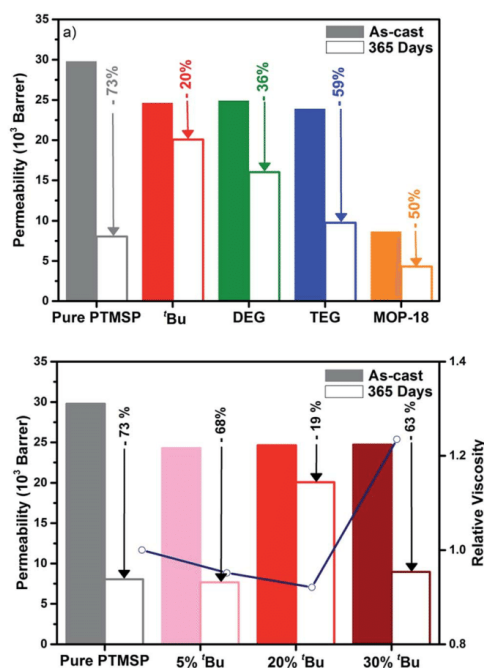 a)
As-cast
365 Days
Permeability (10³ Barrer)
35
30
25
20
15
10
5
0
- 73%
- 20%
- 36%
- 59%
- 50%
Pure PTMSP
ᵗBu
DEG
TEG
MOP-18
As-cast
365 Days
Permeability (10³ Barrer)
35
30
25
20
15
10
5
0
- 73 %
- 68%
- 19 %
- 63 %
1.4
1.2
1.0
0.8
Relative Viscosity
Pure PTMSP
5% ᵗBu
20% ᵗBu
30% ᵗBu